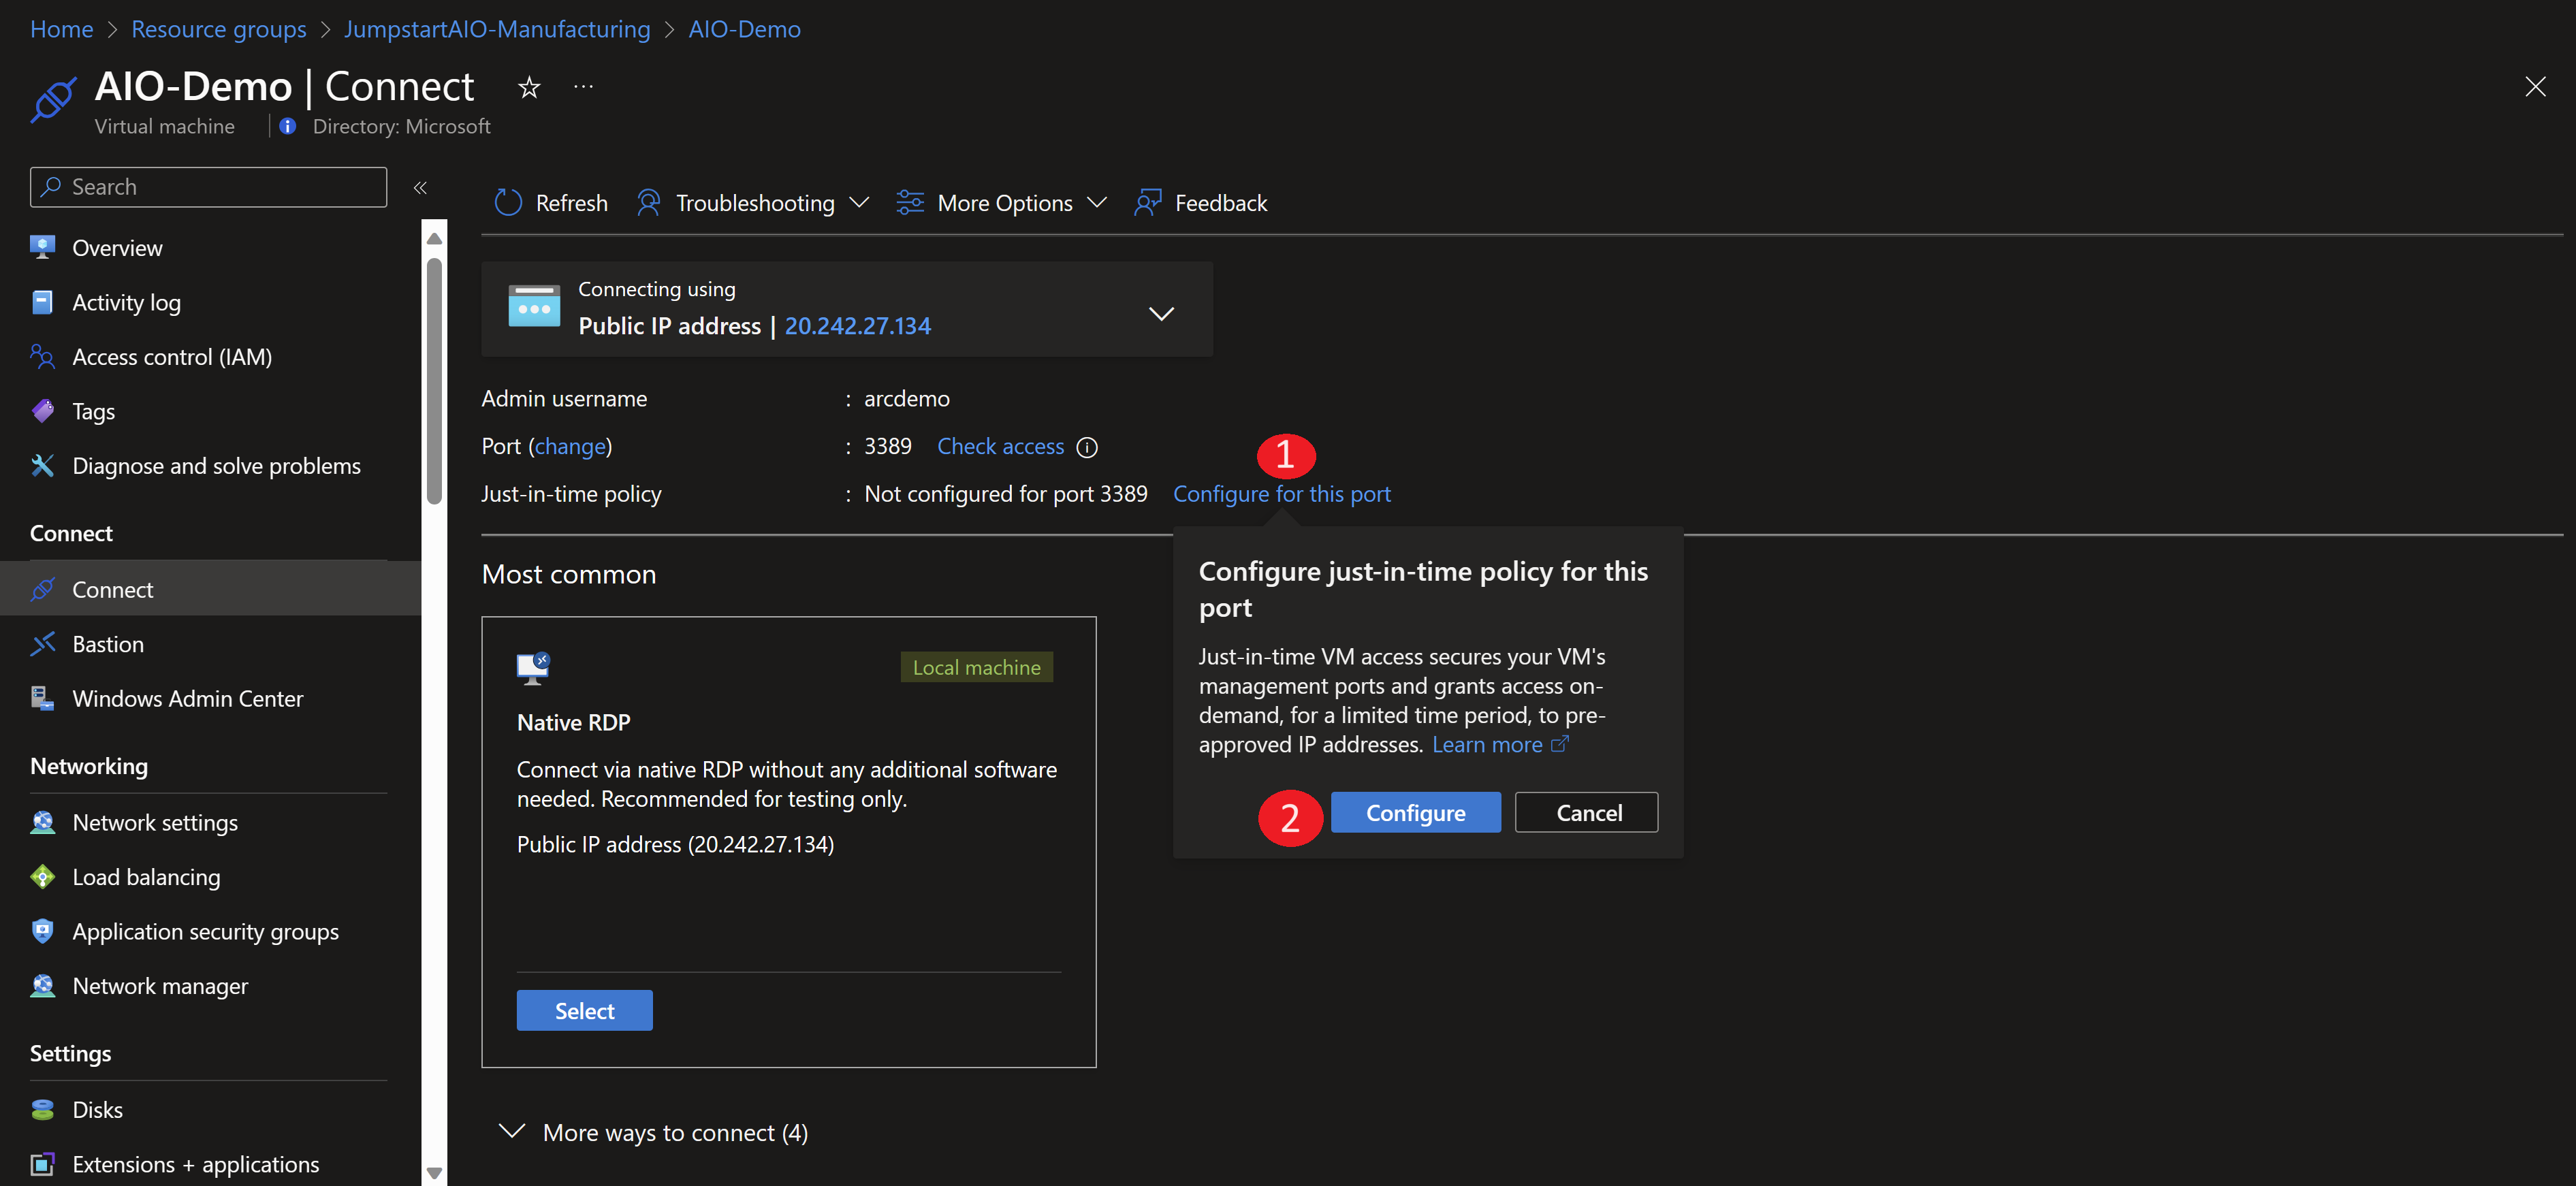 Home > Resource groups > JumpstartAIO-Manufacturing > AIO-Demo
AIO-Demo | Connect
Virtual machine | Directory: Microsoft
Search
Overview
Activity log
Access control (IAM)
Tags
Diagnose and solve problems
Connect
Connect
Bastion
Windows Admin Center
Networking
Network settings
Load balancing
Application security groups
Network manager
Settings
Disks
Extensions + applications
Refresh Troubleshooting More Options Feedback
Connecting using
Public IP address | 20.242.27.134
Admin username : arcdemo
Port (change) : 3389 Check access
Just-in-time policy : Not configured for port 3389 Configure for this port
1
Configure just-in-time policy for this
port
Just-in-time VM access secures your VM's
management ports and grants access on-
demand, for a limited time period, to pre-
approved IP addresses. Learn more
2 Configure Cancel
Most common
Local machine
Native RDP
Connect via native RDP without any additional software
needed. Recommended for testing only.
Public IP address (20.242.27.134)
Select
More ways to connect (4)